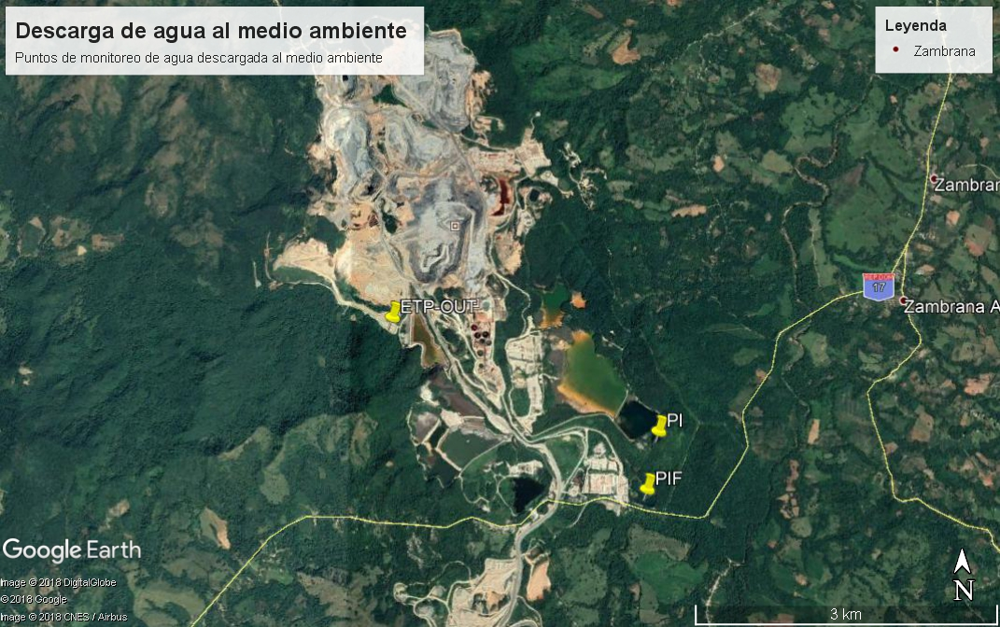 Descarga de agua al medio ambiente
Puntos de monitoreo de agua descargada al medio ambiente
Leyenda
Zambrana
Zambran
17
Zambrana A
ETP-OUT
PI
PIF
Google Earth
Image © 2018 DigitalGlobe
© 2018 Google
Image © 2018 CNES / Airbus
N
3 km